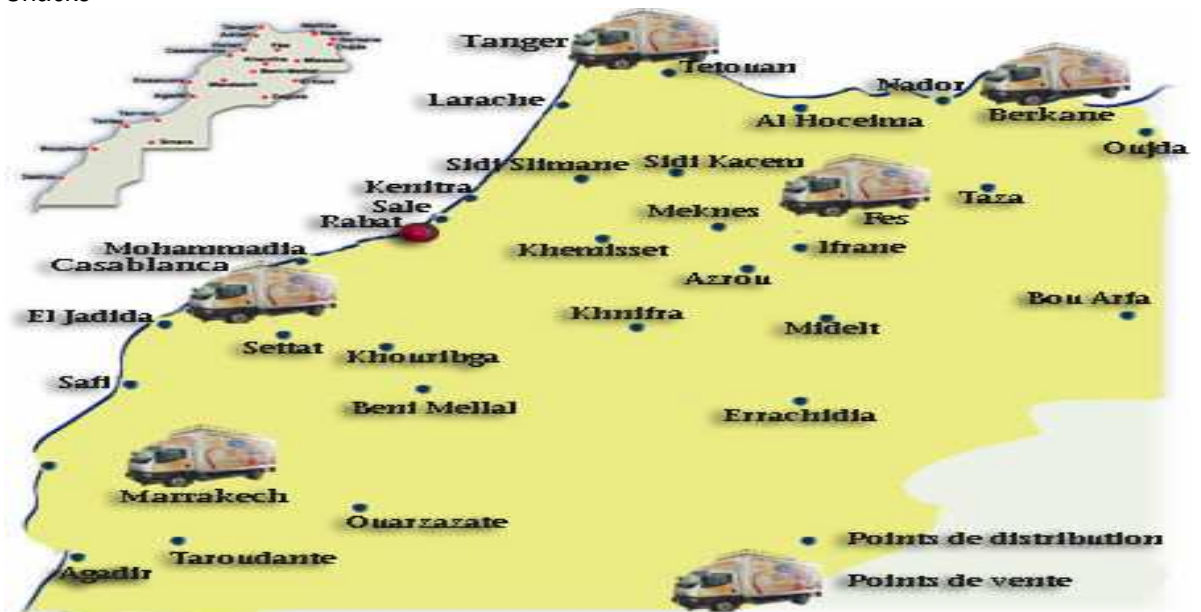 Tanger
Tetouan
Larache
Nador
Al Hoceima
Berkane
Oujda
Sidi Slimane
Sidi Kacem
Kenitra
Sale
Rabat
Meknes
Fes
Taza
Mohammadia
Khemisset
Ifrane
Casablanca
Azrou
Bou Arfa
El Jadida
Khnifra
Midelt
Settat
Khouribga
Safi
Beni Mellal
Errachidia
Marrakech
Ouarzazate
Taroudante
Agadir
Points de distribution
Points de vente